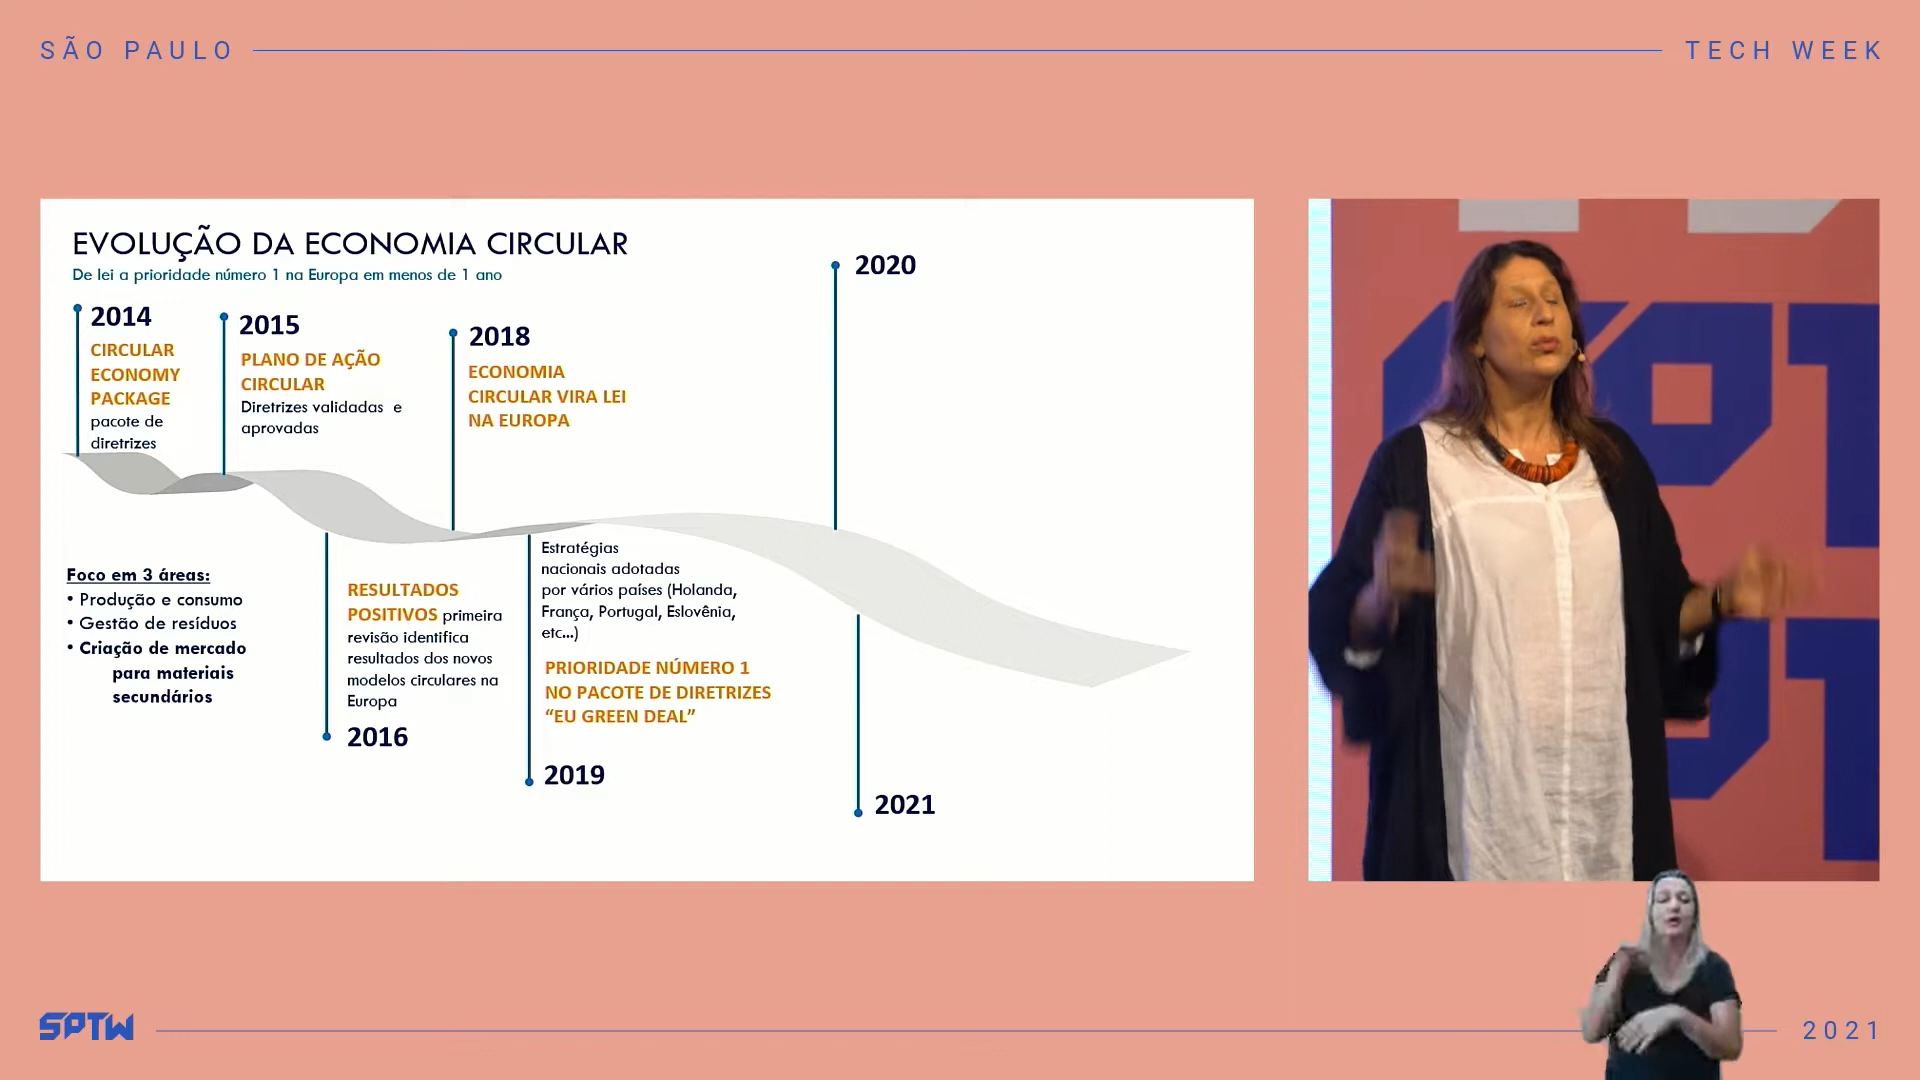 SÃO PAULO
TECH WEEK
EVOLUÇÃO DA ECONOMIA CIRCULAR
De lei a prioridade número 1 na Europa em menos de 1 ano
2014
CIRCULAR
ECONOMY
PACKAGE
pacote de
diretrizes
2015
PLANO DE AÇÃO
CIRCULAR
Diretrizes validadas e
aprovadas
2018
ECONOMIA
CIRCULAR VIRA LEI
NA EUROPA
2020
Foco em 3 áreas:
• Produção e consumo
• Gestão de resíduos
• Criação de mercado
para materiais
secundários
RESULTADOS
POSITIVOS primeira
revisão identifica
resultados dos novos
modelos circulares na
Europa
2016
Estratégias
nacionais adotadas
por vários países (Holanda,
França, Portugal, Eslovênia,
etc...)
PRIORIDADE NÚMERO 1
NO PACOTE DE DIRETRIZES
“EU GREEN DEAL”
2019
2021
SPTW
2021